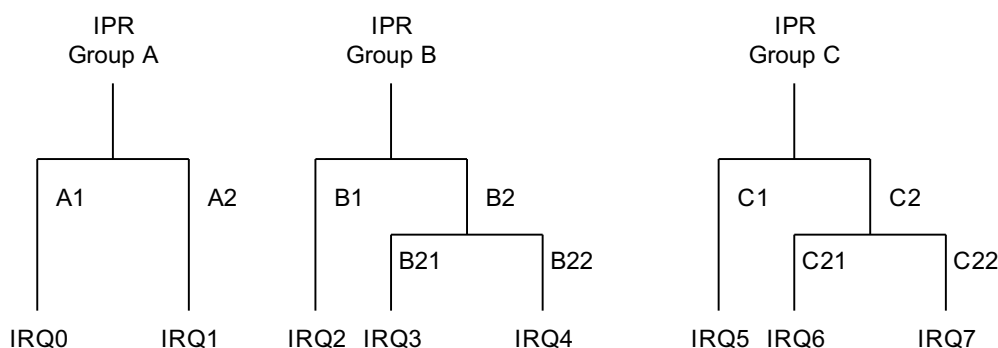 IPR
Group A
IPR
Group B
IPR
Group C
A1
A2
B1
B2
C1
C2
B21
B22
C21
C22
IRQ0
IRQ1
IRQ2
IRQ3
IRQ4
IRQ5
IRQ6
IRQ7